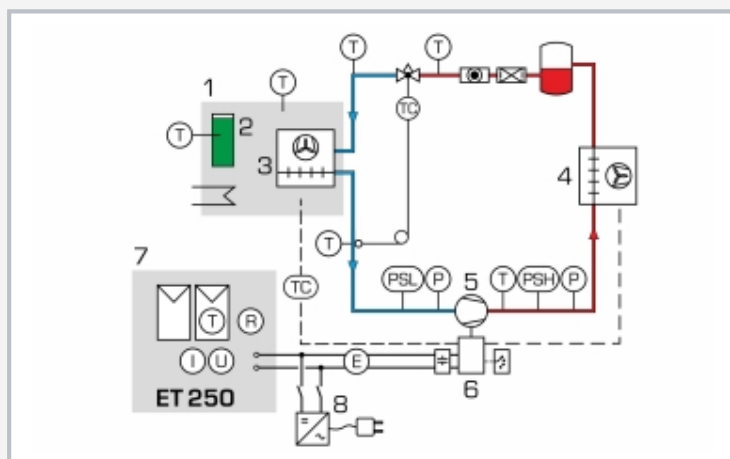 T T
1 T TC
T 2
3 4
T
7 TC PSL P 5 T PSH P
T R
I U E 6
ET 250 8